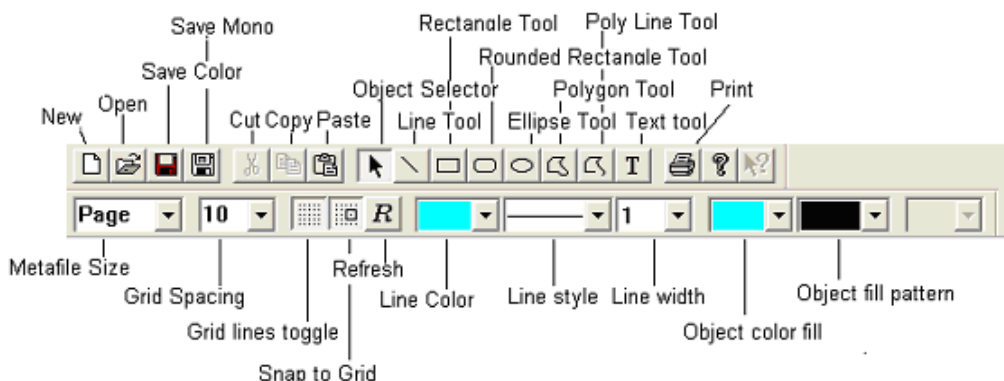 Save Mono
Rectangle Tool
Poly Line Tool
Save Color
Rounded Rectangle Tool
Object Selector
Polygon Tool
Print
Open
New
Cut Copy Paste
Line Tool
Ellipse Tool
Text tool
T
?
?
Page
10
R
1
Metafile Size
Refresh
Grid Spacing
Line Color
Line style
Line width
Object fill pattern
Grid lines toggle
Object color fill
Snap to Grid